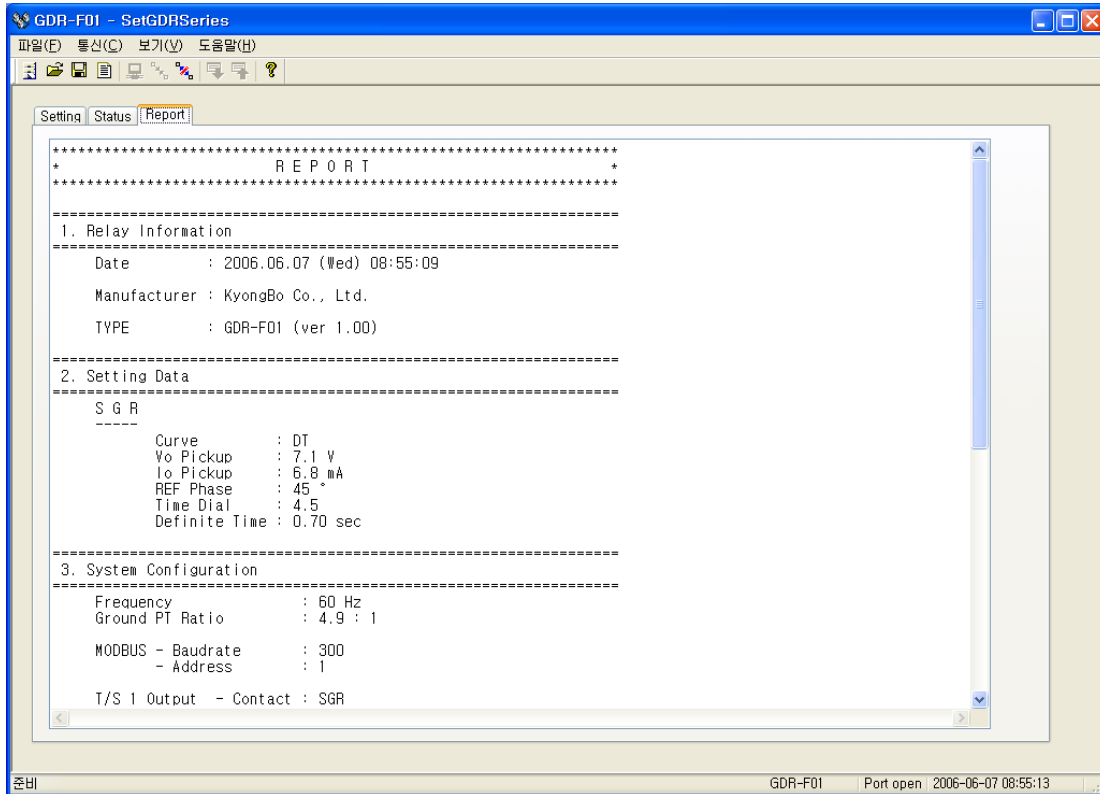 GDR-F01 - SetGDRSeries
파일(F) 통신(C) 보기(V) 도움말(H)
Setting Status Report
******************************************************************
* R E P O R T *
******************************************************************
==================================================================
1. Relay Information
==================================================================
Date : 2006.06.07 (Wed) 08:55:09
Manufacturer : KyongBo Co., Ltd.
TYPE : GDR-F01 (ver 1.00)
==================================================================
2. Setting Data
==================================================================
S G R
-----
Curve : DT
Vo Pickup : 7.1 V
Io Pickup : 6.8 mA
REF Phase : 45 °
Time Dial : 4.5
Definite Time : 0.70 sec
==================================================================
3. System Configuration
==================================================================
Frequency : 60 Hz
Ground PT Ratio : 4.9 : 1
MODBUS - Baudrate : 300
- Address : 1
T/S 1 Output - Contact : SGR
준비 GDR-F01 Port open 2006-06-07 08:55:13